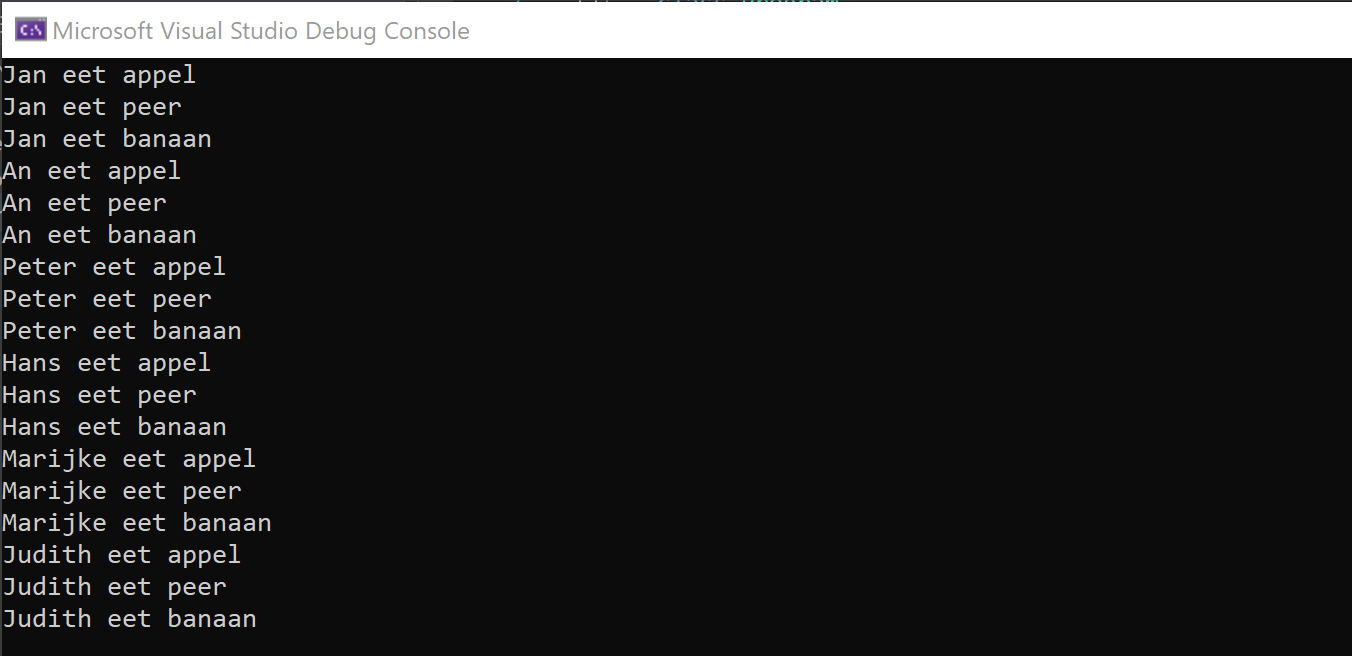 Microsoft Visual Studio Debug Console
Jan eet appel
Jan eet peer
Jan eet banaan
An eet appel
An eet peer
An eet banaan
Peter eet appel
Peter eet peer
Peter eet banaan
Hans eet appel
Hans eet peer
Hans eet banaan
Marijke eet appel
Marijke eet peer
Marijke eet banaan
Judith eet appel
Judith eet peer
Judith eet banaan